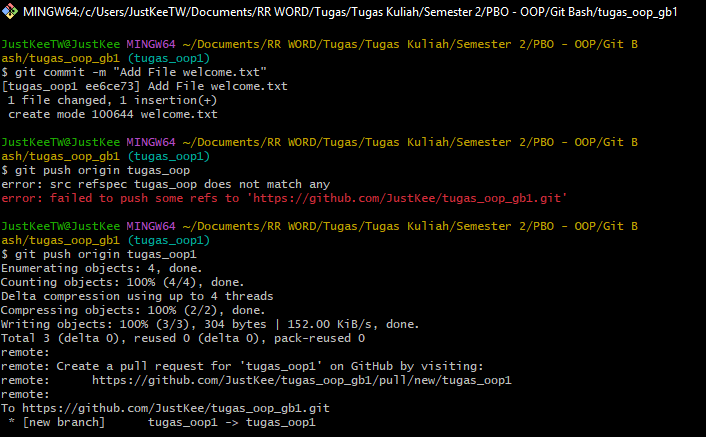 MINGW64:/c/Users/JustKeeTW/Documents/RR WORD/Tugas/Tugas Kuliah/Semester 2/PBO - OOP/Git Bash/tugas_oop_gb1
JustKeeTW@JustKee MINGW64 ~/Documents/RR WORD/Tugas/Tugas Kuliah/Semester 2/PBO - OOP/Git B
ash/tugas_oop_gb1 (tugas_oop1)
$ git commit -m "Add File welcome.txt"
[tugas_oop1 ee6ce73] Add File welcome.txt
 1 file changed, 1 insertion(+)
 create mode 100644 welcome.txt
JustKeeTW@JustKee MINGW64 ~/Documents/RR WORD/Tugas/Tugas Kuliah/Semester 2/PBO - OOP/Git B
ash/tugas_oop_gb1 (tugas_oop1)
$ git push origin tugas_oop
error: src refspec tugas_oop does not match any
error: failed to push some refs to 'https://github.com/JustKee/tugas_oop_gb1.git'
JustKeeTW@JustKee MINGW64 ~/Documents/RR WORD/Tugas/Tugas Kuliah/Semester 2/PBO - OOP/Git B
ash/tugas_oop_gb1 (tugas_oop1)
$ git push origin tugas_oop1
Enumerating objects: 4, done.
Counting objects: 100% (4/4), done.
Delta compression using up to 4 threads
Compressing objects: 100% (2/2), done.
Writing objects: 100% (3/3), 304 bytes | 152.00 KiB/s, done.
Total 3 (delta 0), reused 0 (delta 0), pack-reused 0
remote:
remote: Create a pull request for 'tugas_oop1' on GitHub by visiting:
remote:      https://github.com/JustKee/tugas_oop_gb1/pull/new/tugas_oop1
remote:
To https://github.com/JustKee/tugas_oop_gb1.git
 * [new branch]      tugas_oop1 -> tugas_oop1